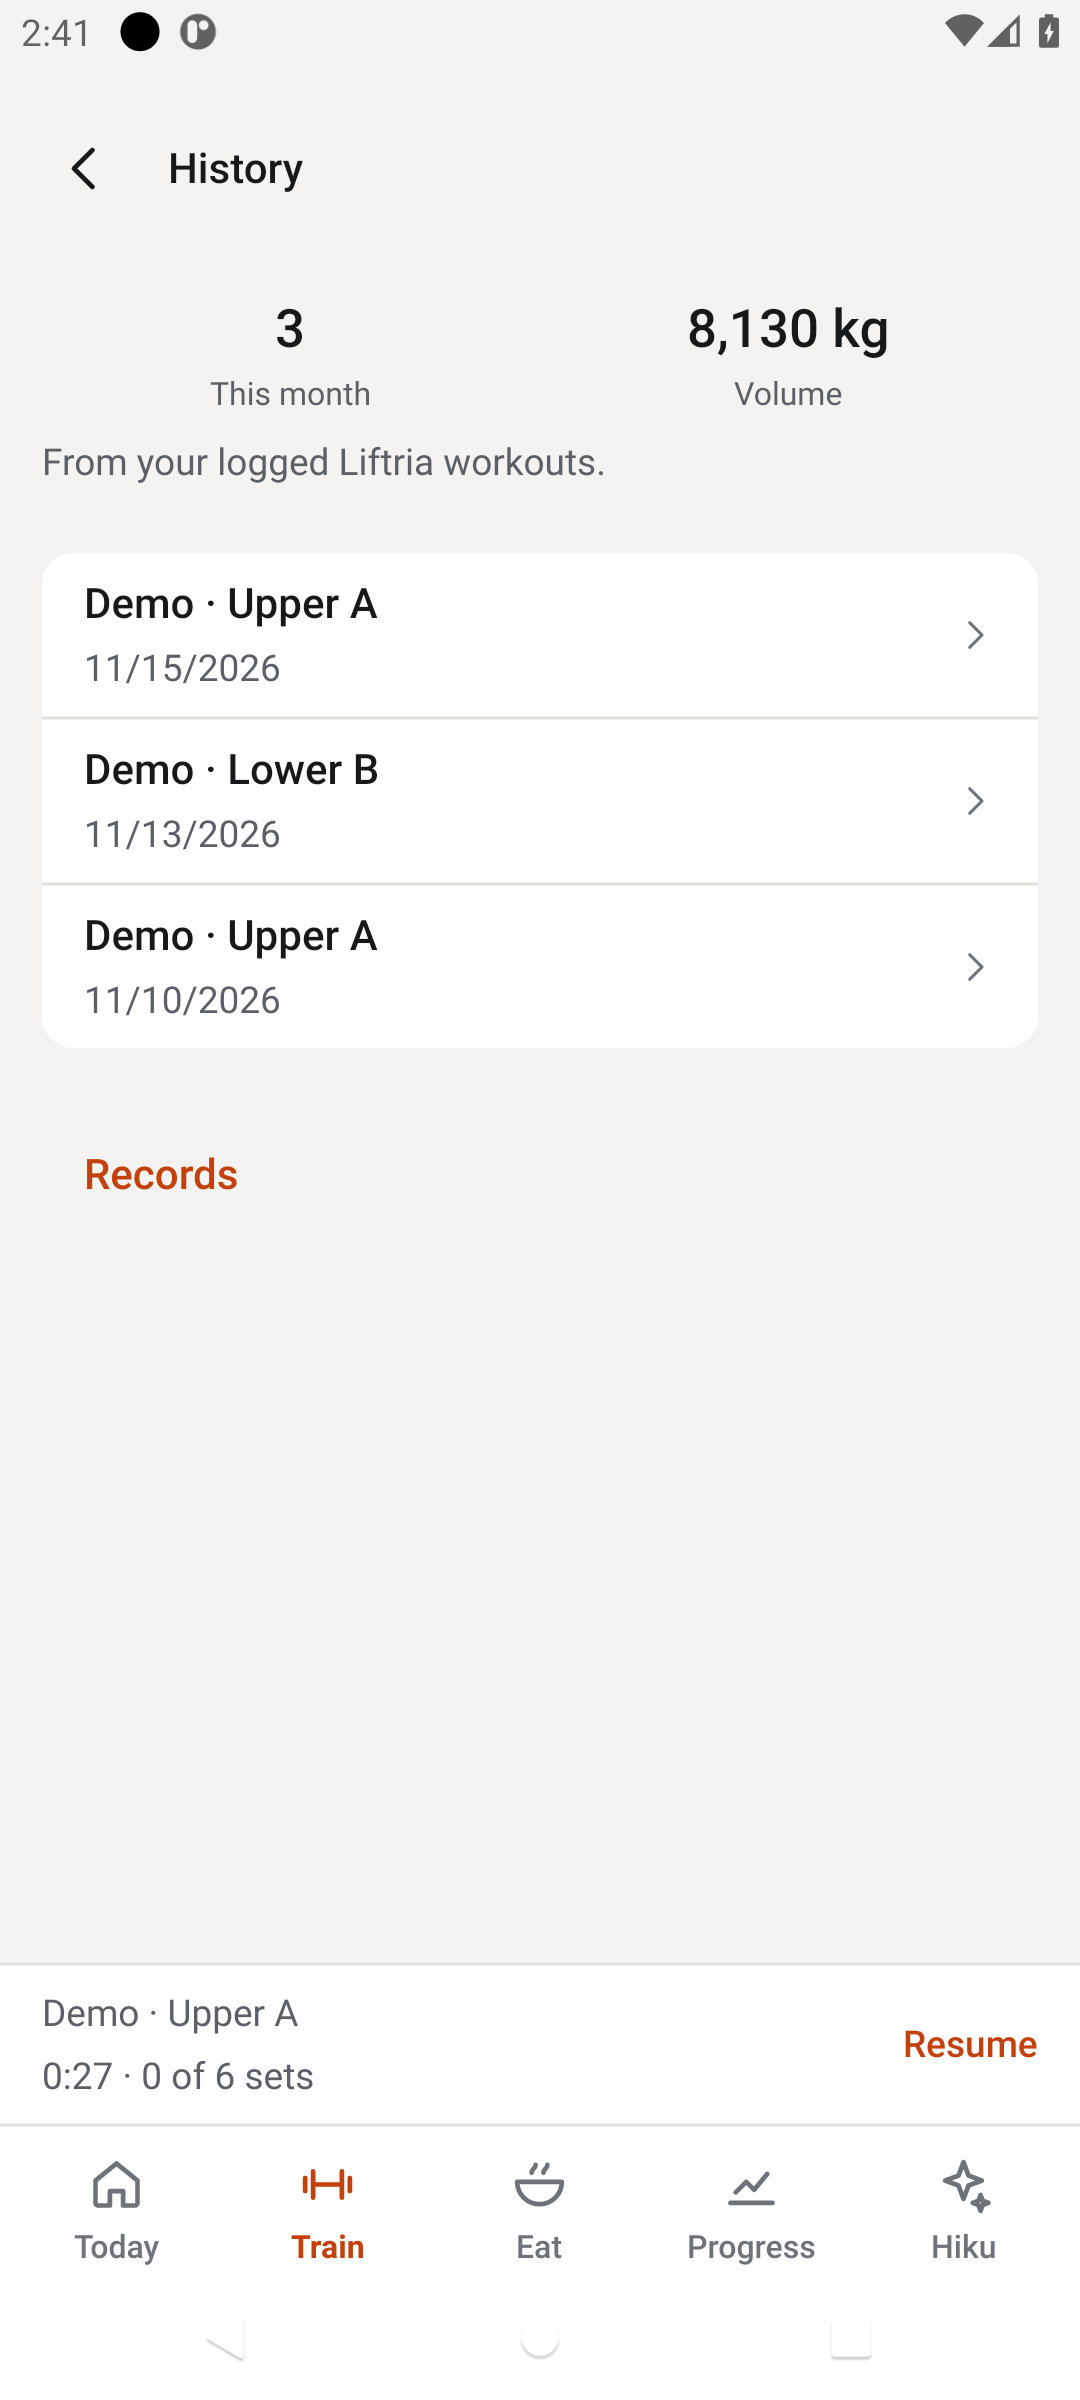 2:41
History
3
This month
8,130 kg
Volume
From your logged Liftria workouts.
Demo · Upper A
11/15/2026
Demo · Lower B
11/13/2026
Demo · Upper A
11/10/2026
Records
Demo · Upper A
0:27 · 0 of 6 sets
Resume
Today
Train
Eat
Progress
Hiku